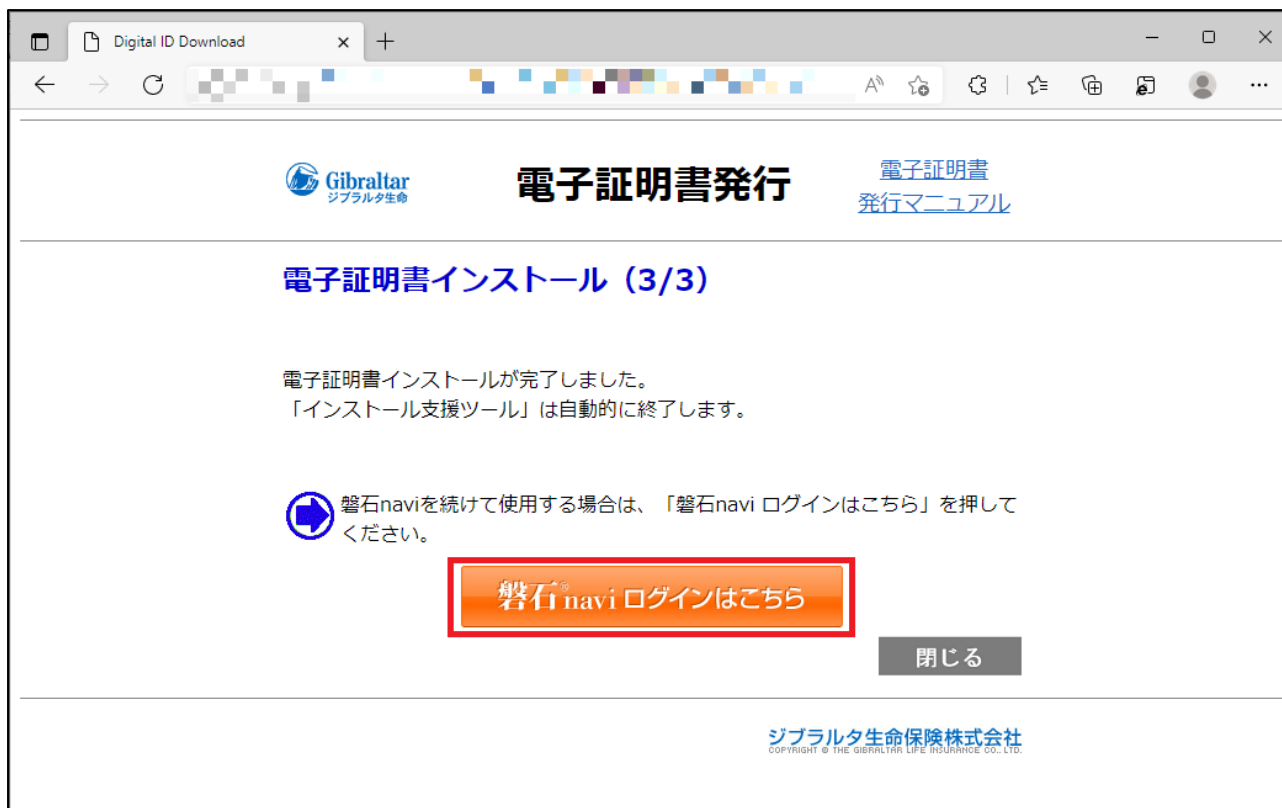 Digital ID Download
Gibraltar
ジブラルタ生命
電子証明書発行
電子証明書
発行マニュアル
電子証明書インストール（3/3）
電子証明書インストールが完了しました。
「インストール支援ツール」は自動的に終了します。
磐石naviを続けて使用する場合は、「磐石navi ログインはこちら」を押して
ください。
磐石®navi ログインはこちら
閉じる
ジブラルタ生命保険株式会社
COPYRIGHT © THE GIBRALTAR LIFE INSURANCE CO., LTD.